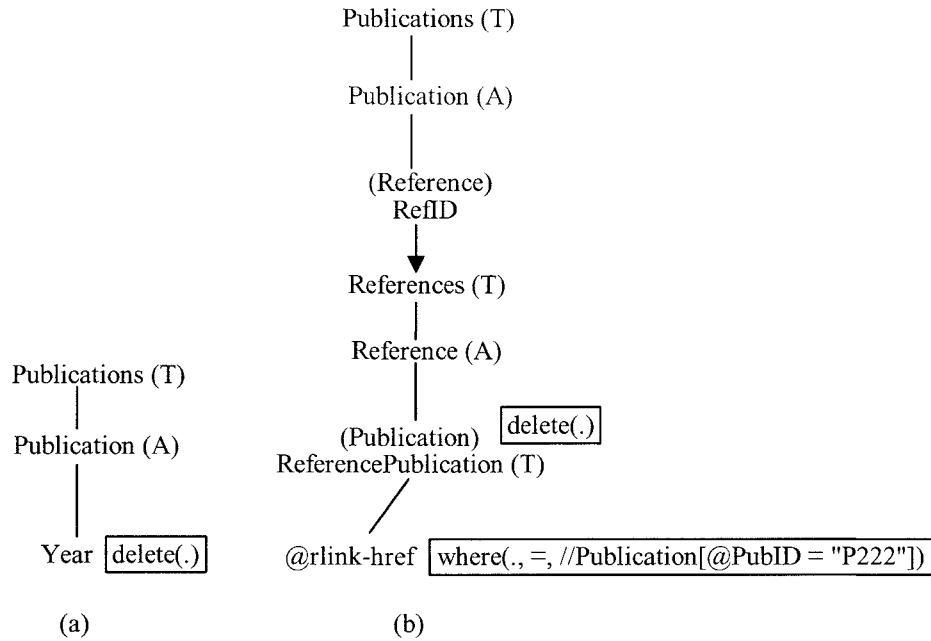 Publications (T)
Publication (A)
Year delete(.)
(a)
Publications (T)
Publication (A)
(Reference)
RefID
References (T)
Reference (A)
(Publication) delete(.)
ReferencePublication (T)
@rlink-href where(., =, //Publication[@PubID = "P222"])
(b)